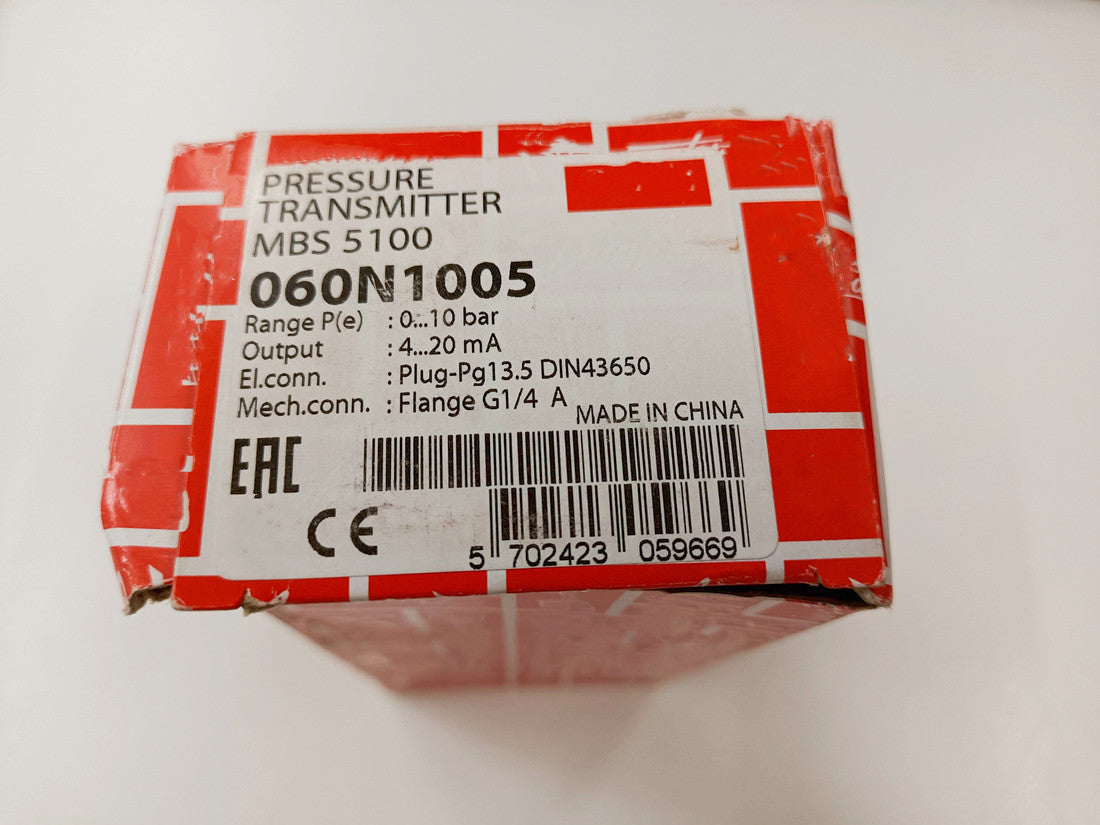 PRESSURE
TRANSMITTER
MBS 5100
060N1005
Range P(e) : 0...10 bar
Output : 4...20 mA
El.conn. : Plug-Pg13.5 DIN43650
Mech.conn. : Flange G1/4 A
MADE IN CHINA
EAC
CE
5 702423 059669